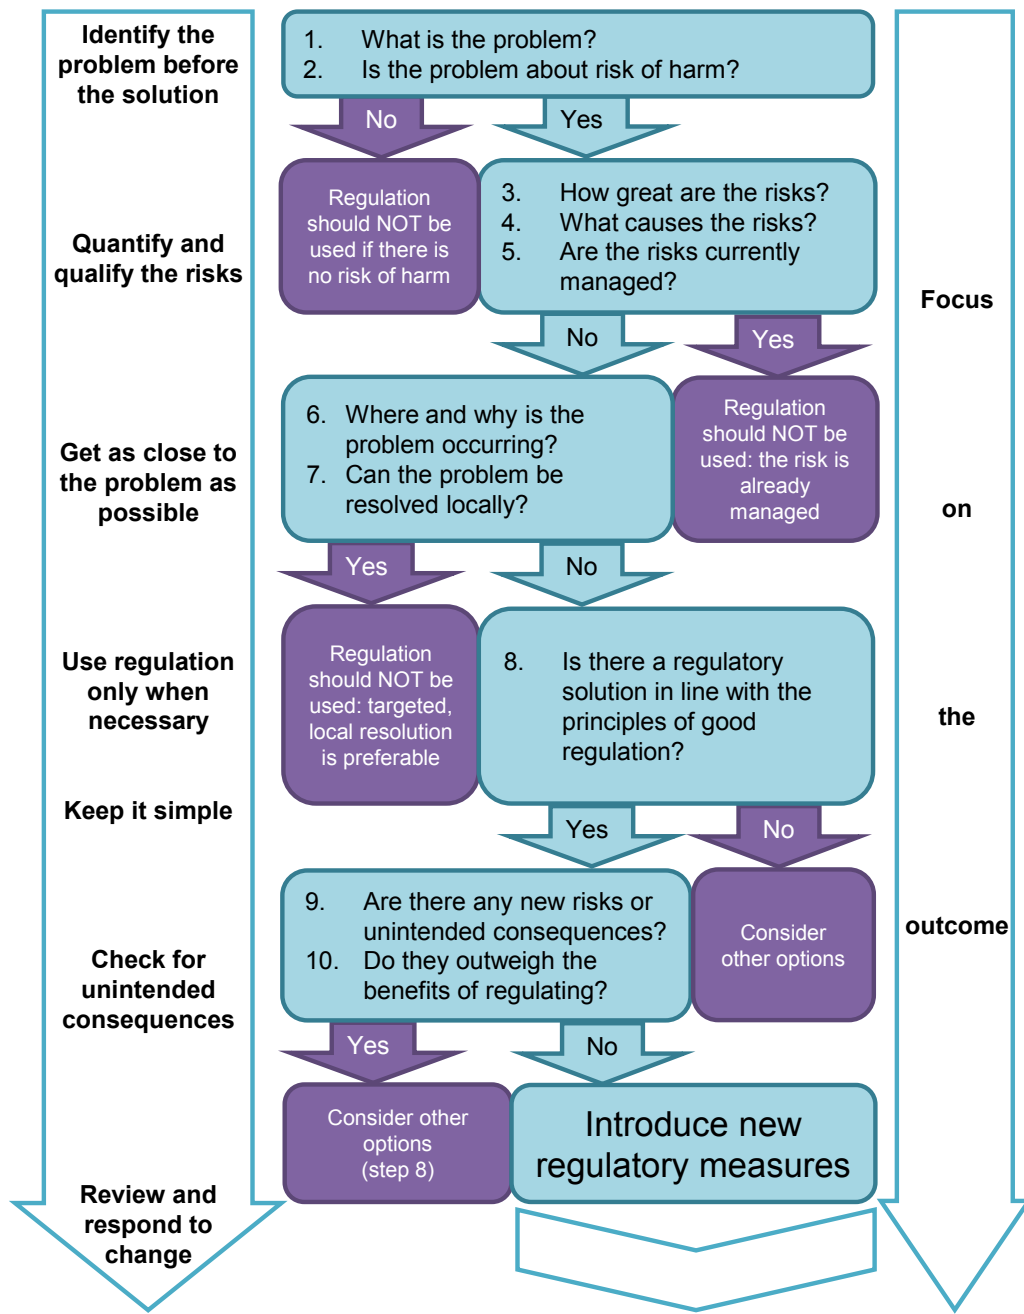 Identify the
problem before
the solution
1. What is the problem?
2. Is the problem about risk of harm?
No
Yes
Quantify and
qualify the risks
Regulation
should NOT be
used if there is
no risk of harm
3. How great are the risks?
4. What causes the risks?
5. Are the risks currently
managed?
Focus
No
Yes
Get as close to
the problem as
possible
6. Where and why is the
problem occurring?
7. Can the problem be
resolved locally?
Regulation
should NOT be
used: the risk is
already
managed
on
Yes
No
Use regulation
only when
necessary
Regulation
should NOT be
used: targeted,
local resolution
is preferable
8. Is there a regulatory
solution in line with the
principles of good
regulation?
the
Keep it simple
Yes
No
Check for
unintended
consequences
9. Are there any new risks or
unintended consequences?
10. Do they outweigh the
benefits of regulating?
Consider
other options
outcome
Yes
No
Consider other
options
(step 8)
Introduce new
regulatory measures
Review and
respond to
change